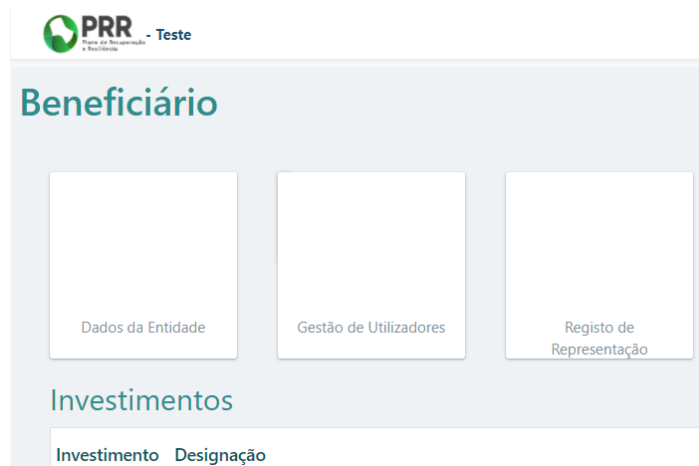 PRR
Plano de Recuperação
e Resiliência
- Teste
Beneficiário
Dados da Entidade
Gestão de Utilizadores
Registo de
Representação
Investimentos
Investimento Designação